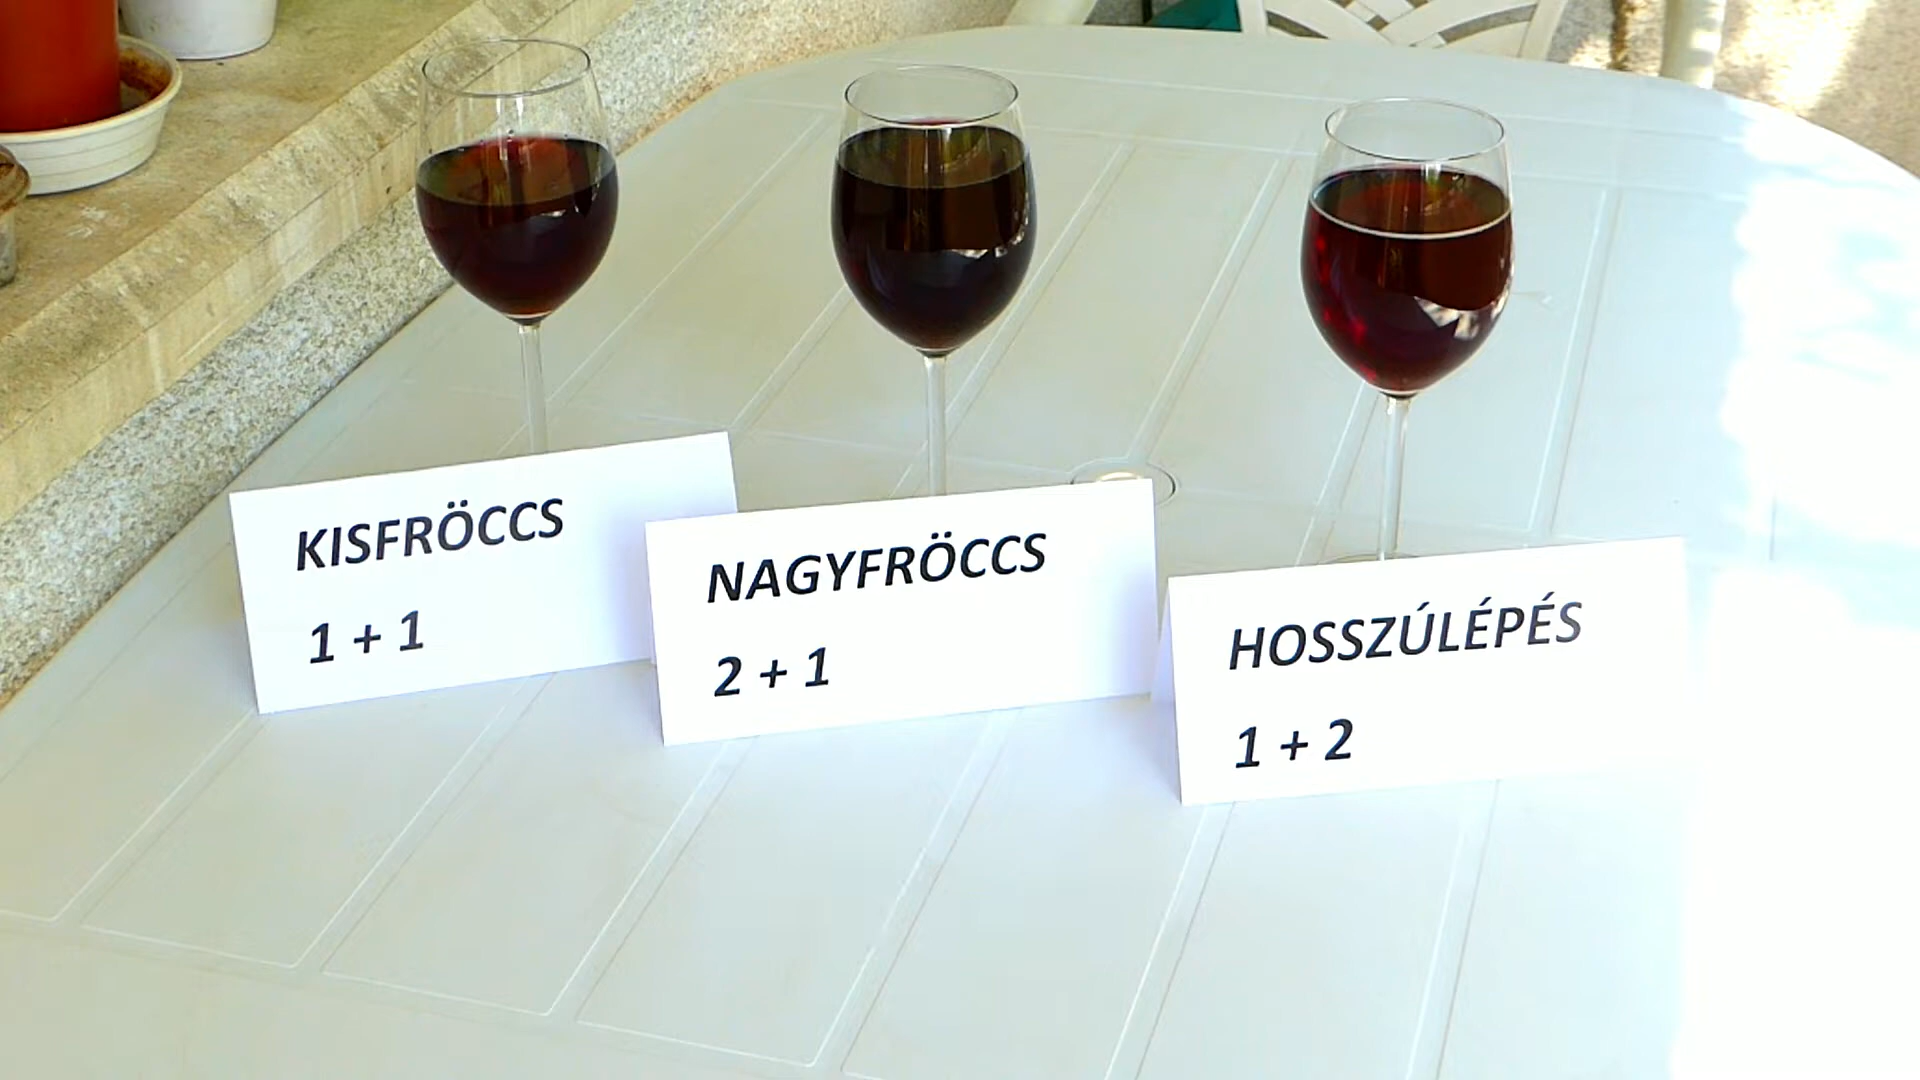 KISFRÖCCS
1 + 1
NAGYFRÖCCS
2 + 1
HOSSZÚLÉPÉS
1 + 2